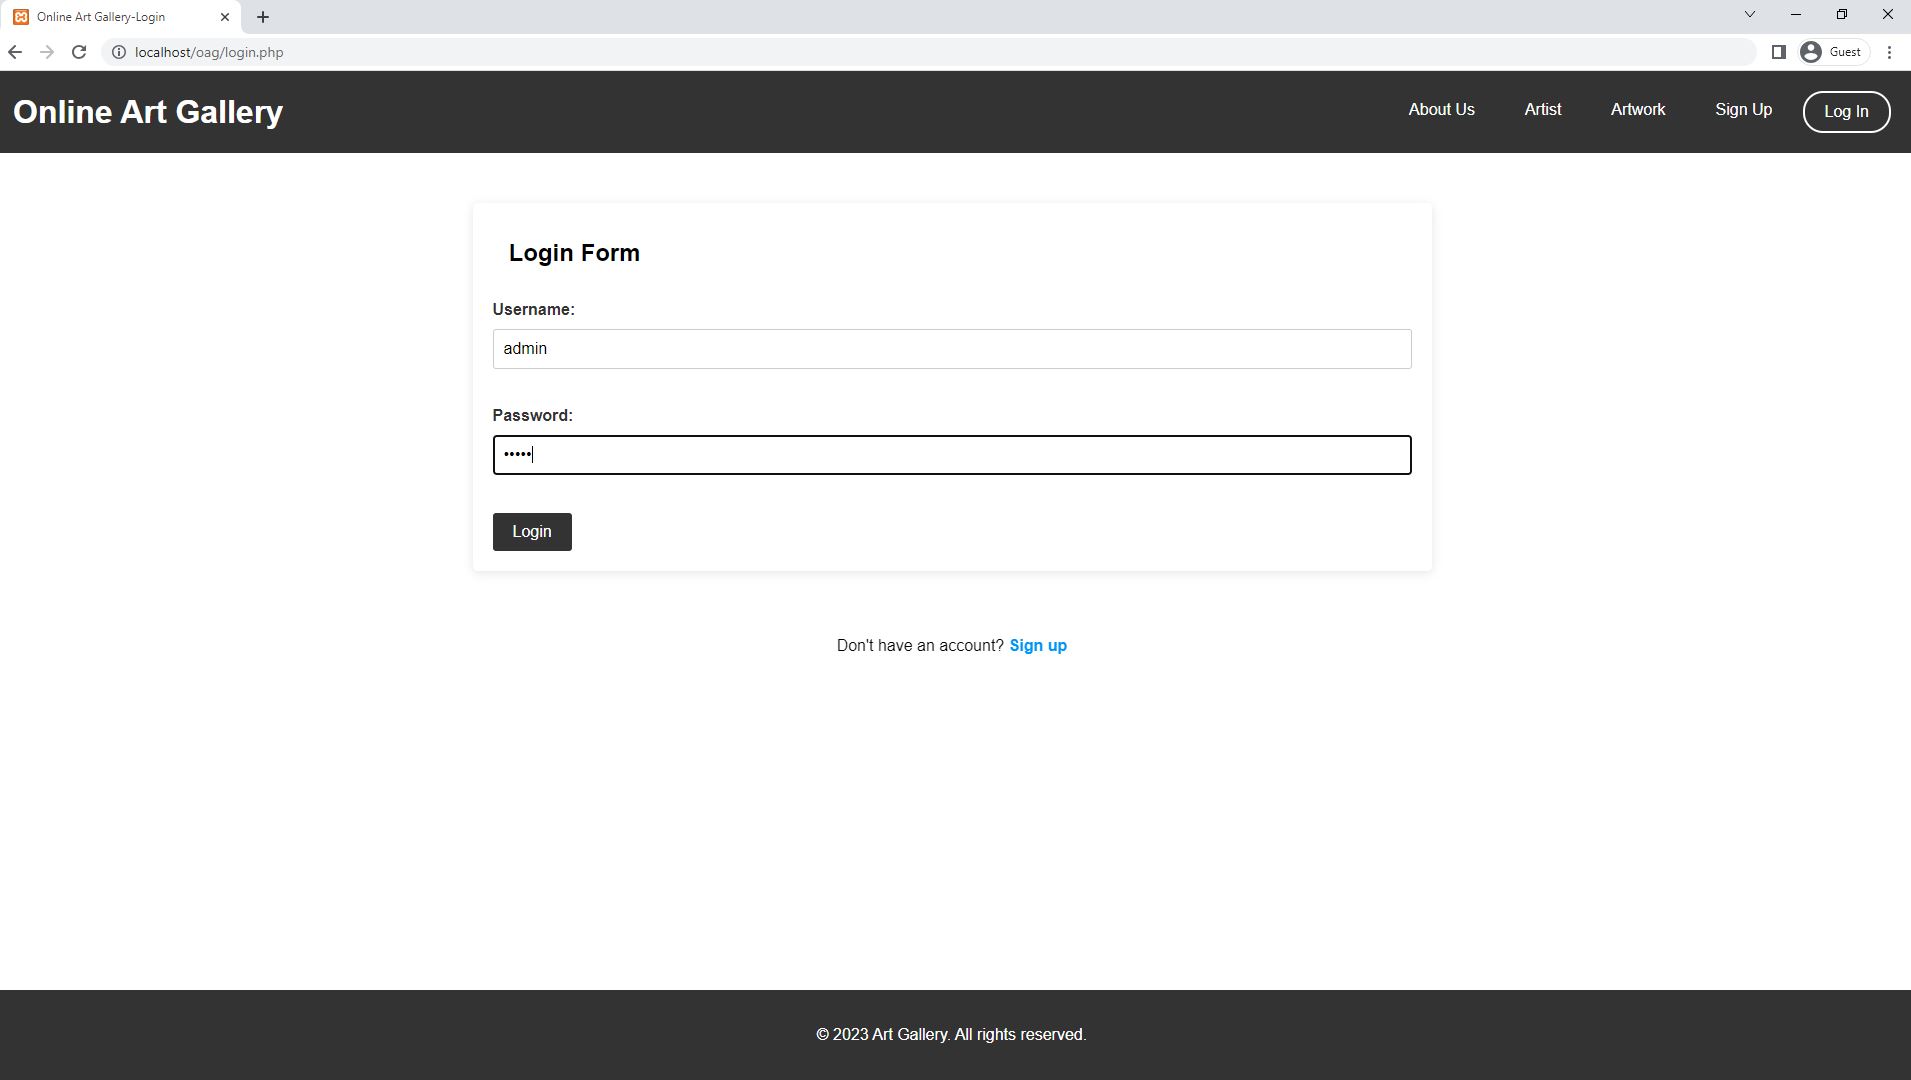 Online Art Gallery-Login
localhost/oag/login.php
Guest
Online Art Gallery
About Us
Artist
Artwork
Sign Up
Log In
Login Form
Username:
admin
Password:
•••••
Login
Don't have an account? Sign up
© 2023 Art Gallery. All rights reserved.